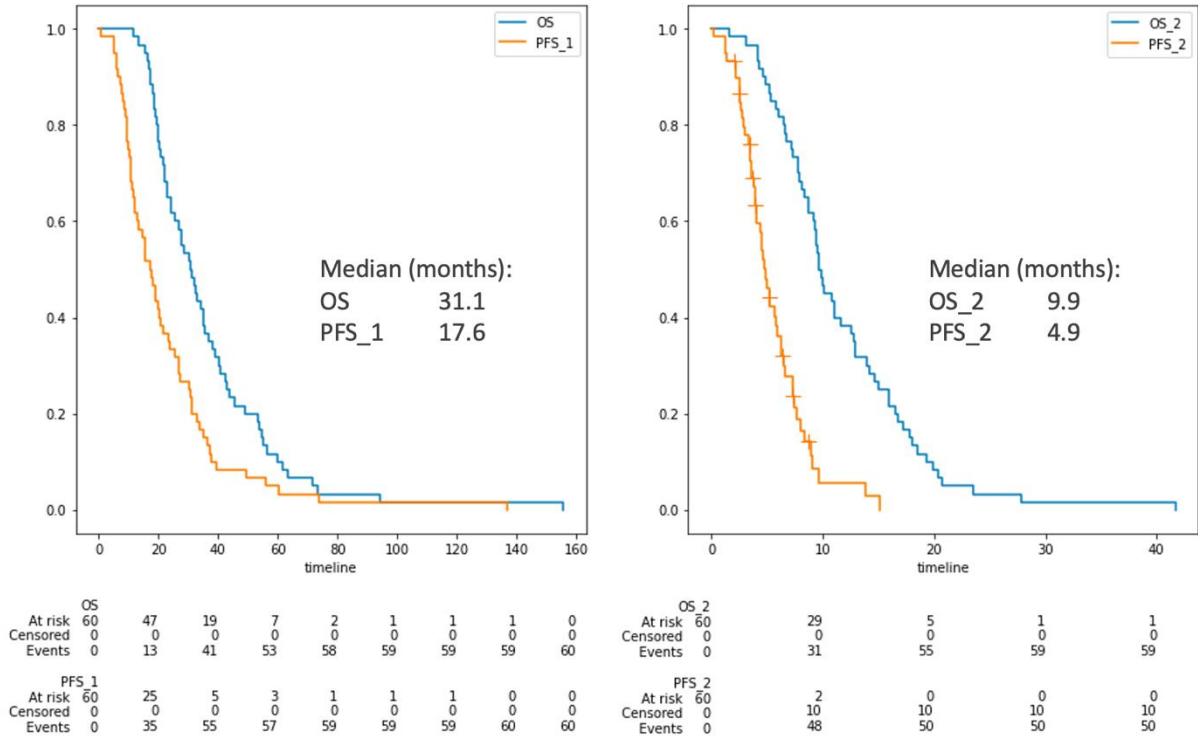 OS
PFS_1
1.0
0.8
0.6
0.4
0.2
0.0
Median (months):
OS 31.1
PFS_1 17.6
0 20 40 60 80 100 120 140 160
timeline
OS
At risk 60 47 19 7 2 1 1 1 0
Censored 0 0 0 0 0 0 0 0 0
Events 0 13 41 53 58 59 59 59 60
PFS_1
At risk 60 25 5 3 1 1 1 0 0
Censored 0 0 0 0 0 0 0 0 0
Events 0 35 55 57 59 59 59 60 60
OS_2
PFS_2
1.0
0.8
0.6
0.4
0.2
0.0
Median (months):
OS_2 9.9
PFS_2 4.9
0 10 20 30 40
timeline
OS_2
At risk 60 29 5 1 1
Censored 0 0 0 0 0
Events 0 31 55 59 59
PFS_2
At risk 60 2 0 0 0
Censored 0 10 10 10 10
Events 0 48 50 50 50